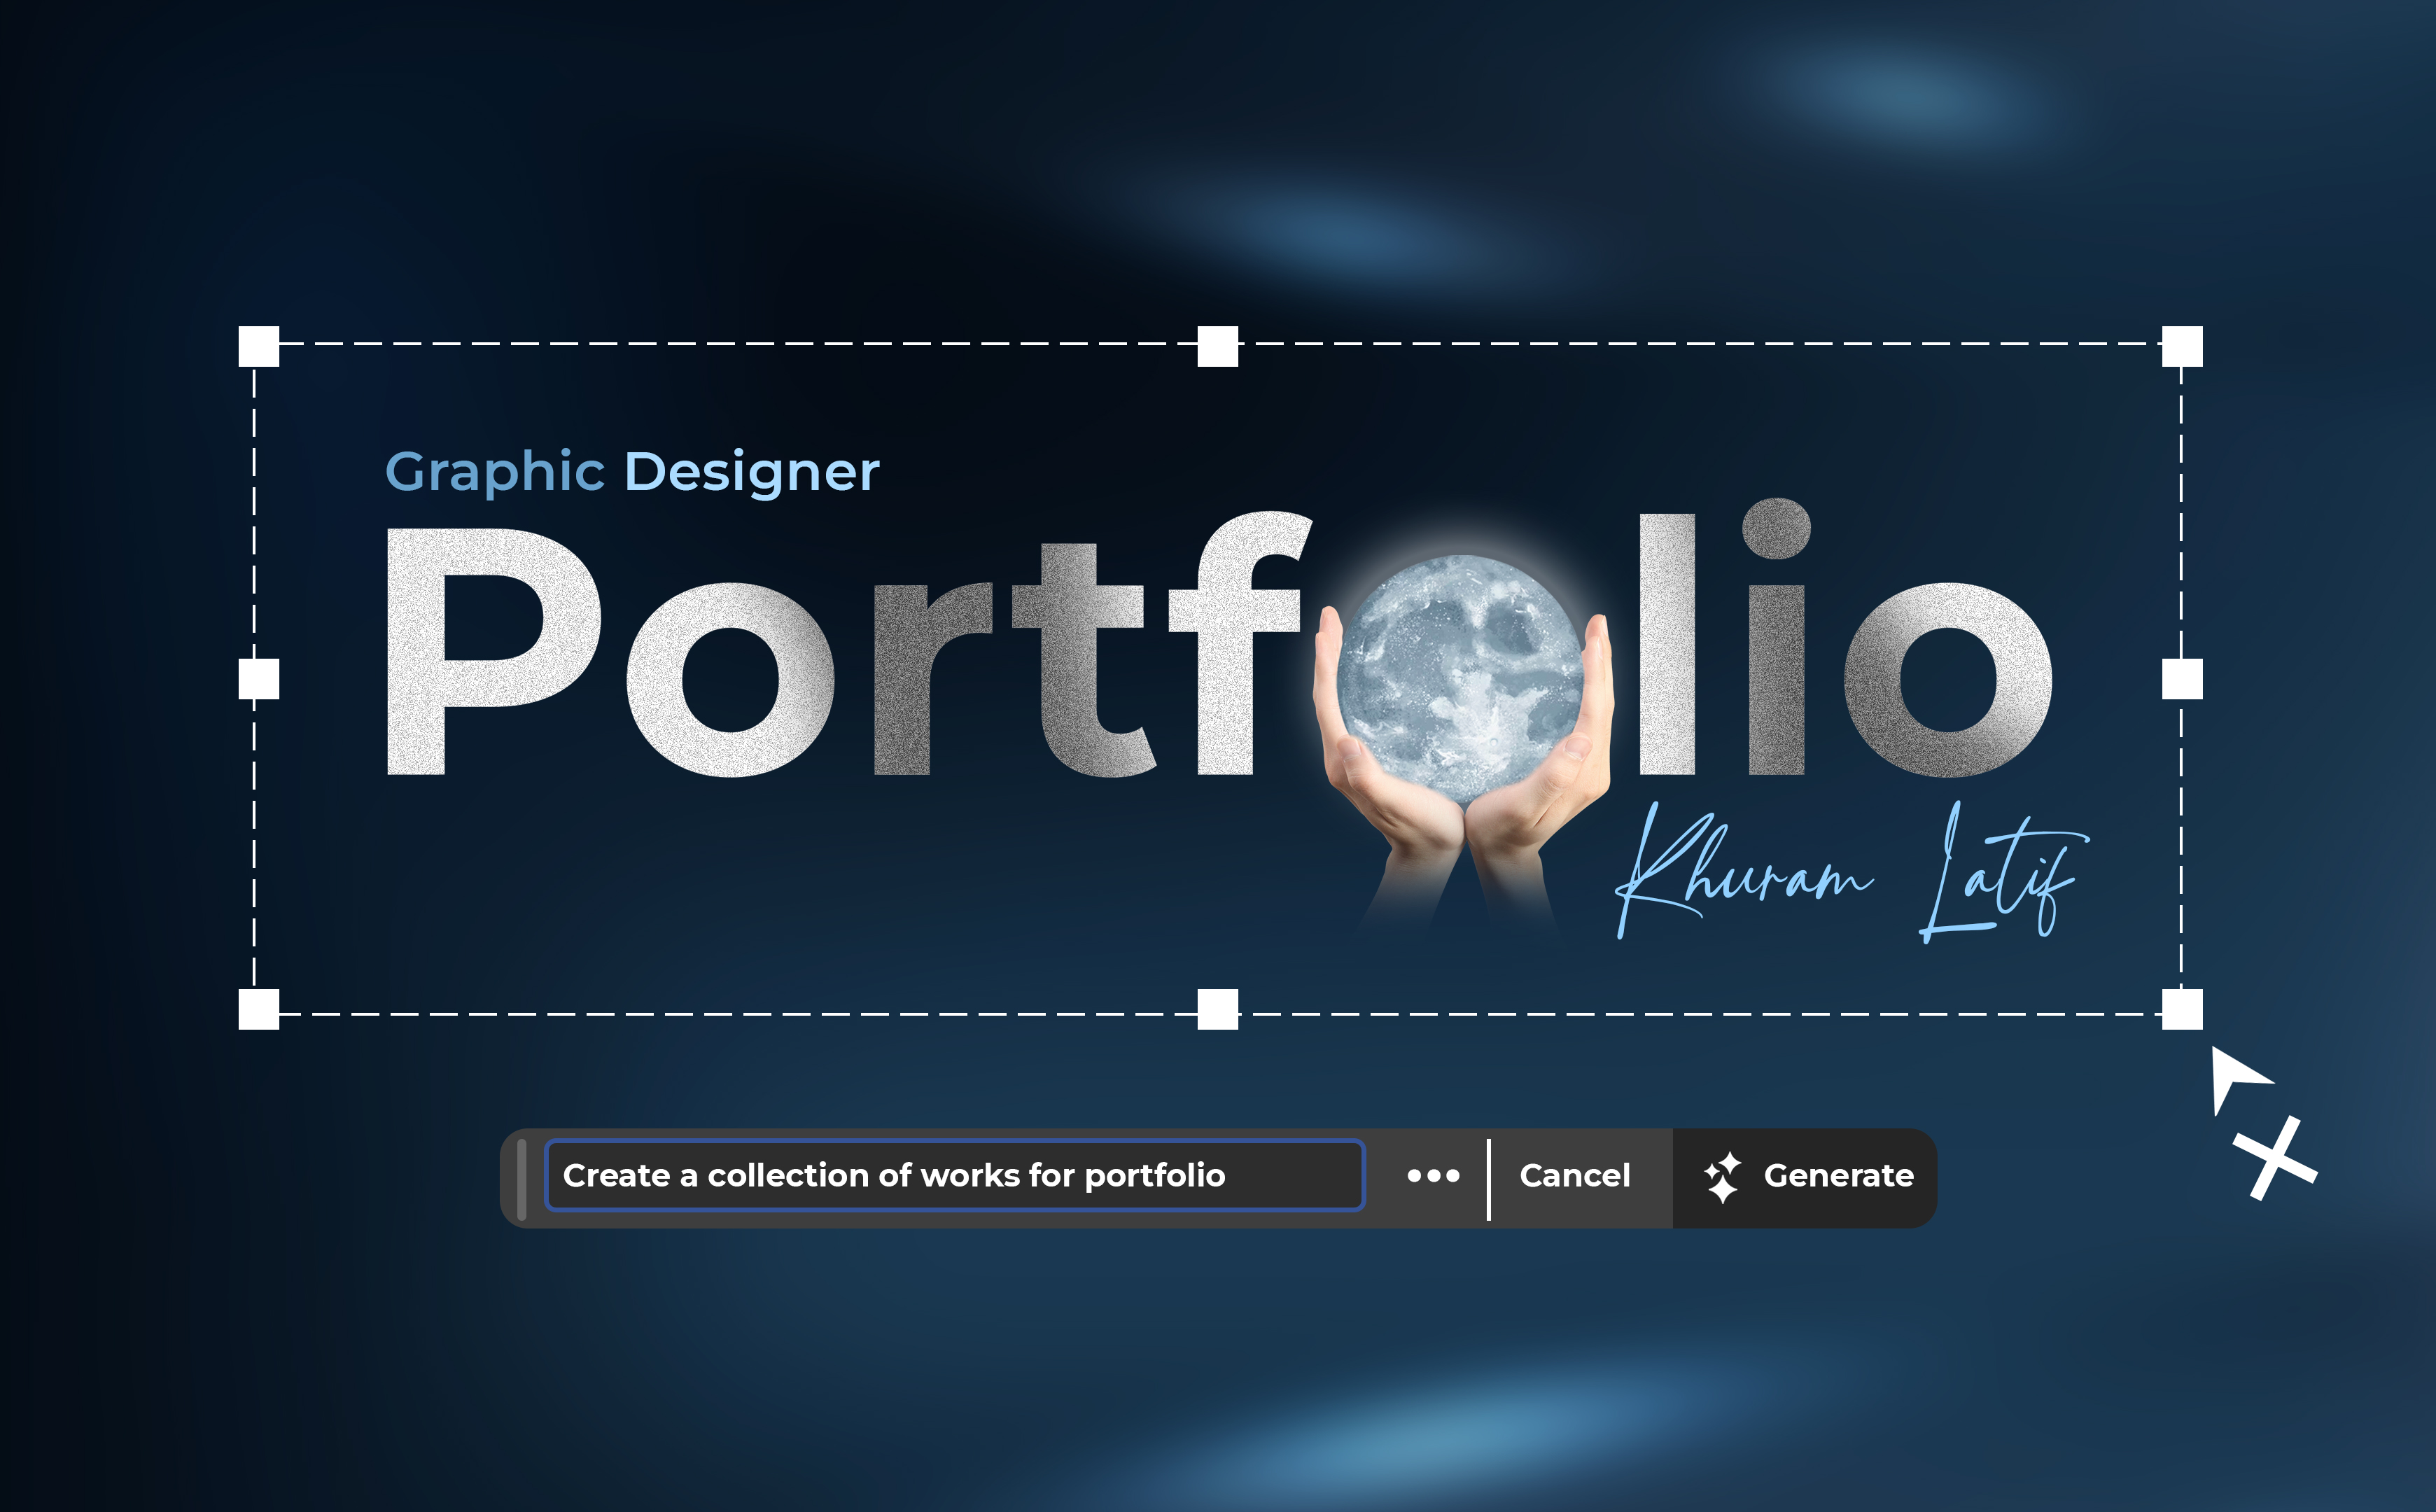 Graphic Designer
Portfolio
Khuram Latif
Create a collection of works for portfolio
Cancel
Generate